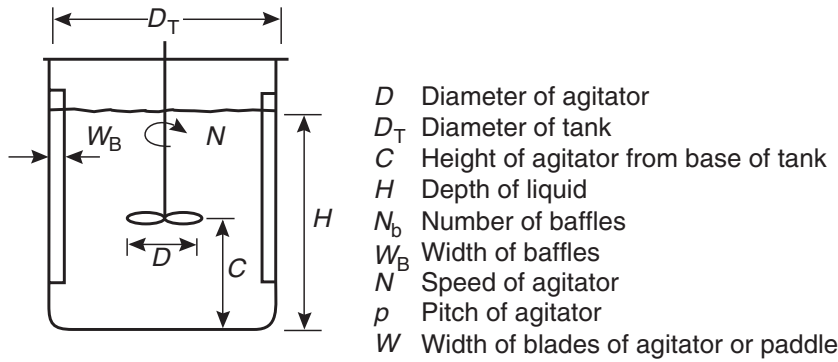 D_T
W_B
N
H
D
C
D Diameter of agitator
D_T Diameter of tank
C Height of agitator from base of tank
H Depth of liquid
N_b Number of baffles
W_B Width of baffles
N Speed of agitator
p Pitch of agitator
W Width of blades of agitator or paddle